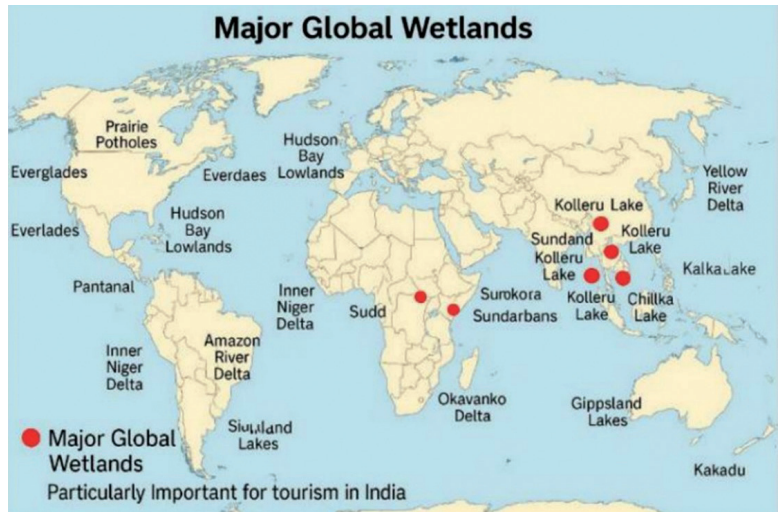 Major Global Wetlands
Prairie
Potholes
Everglades
Everdaes
Hudson
Bay
Lowlands
Yellow
River
Delta
Everlades
Hudson
Bay
Lowlands
Kolleru Lake
Sundand
Kolleru
Lake
Kolleru
Lake
KalkaLake
Pantanal
Inner
Niger
Delta
Sudd
Surokora
Sundarbans
Kolleru
Lake
Chillka
Lake
Inner
Niger
Delta
Amazon
River
Delta
Okavanko
Delta
Gippsland
Lakes
Lakes
Kakadu
Major Global
Wetlands
Particularly Important for tourism in India